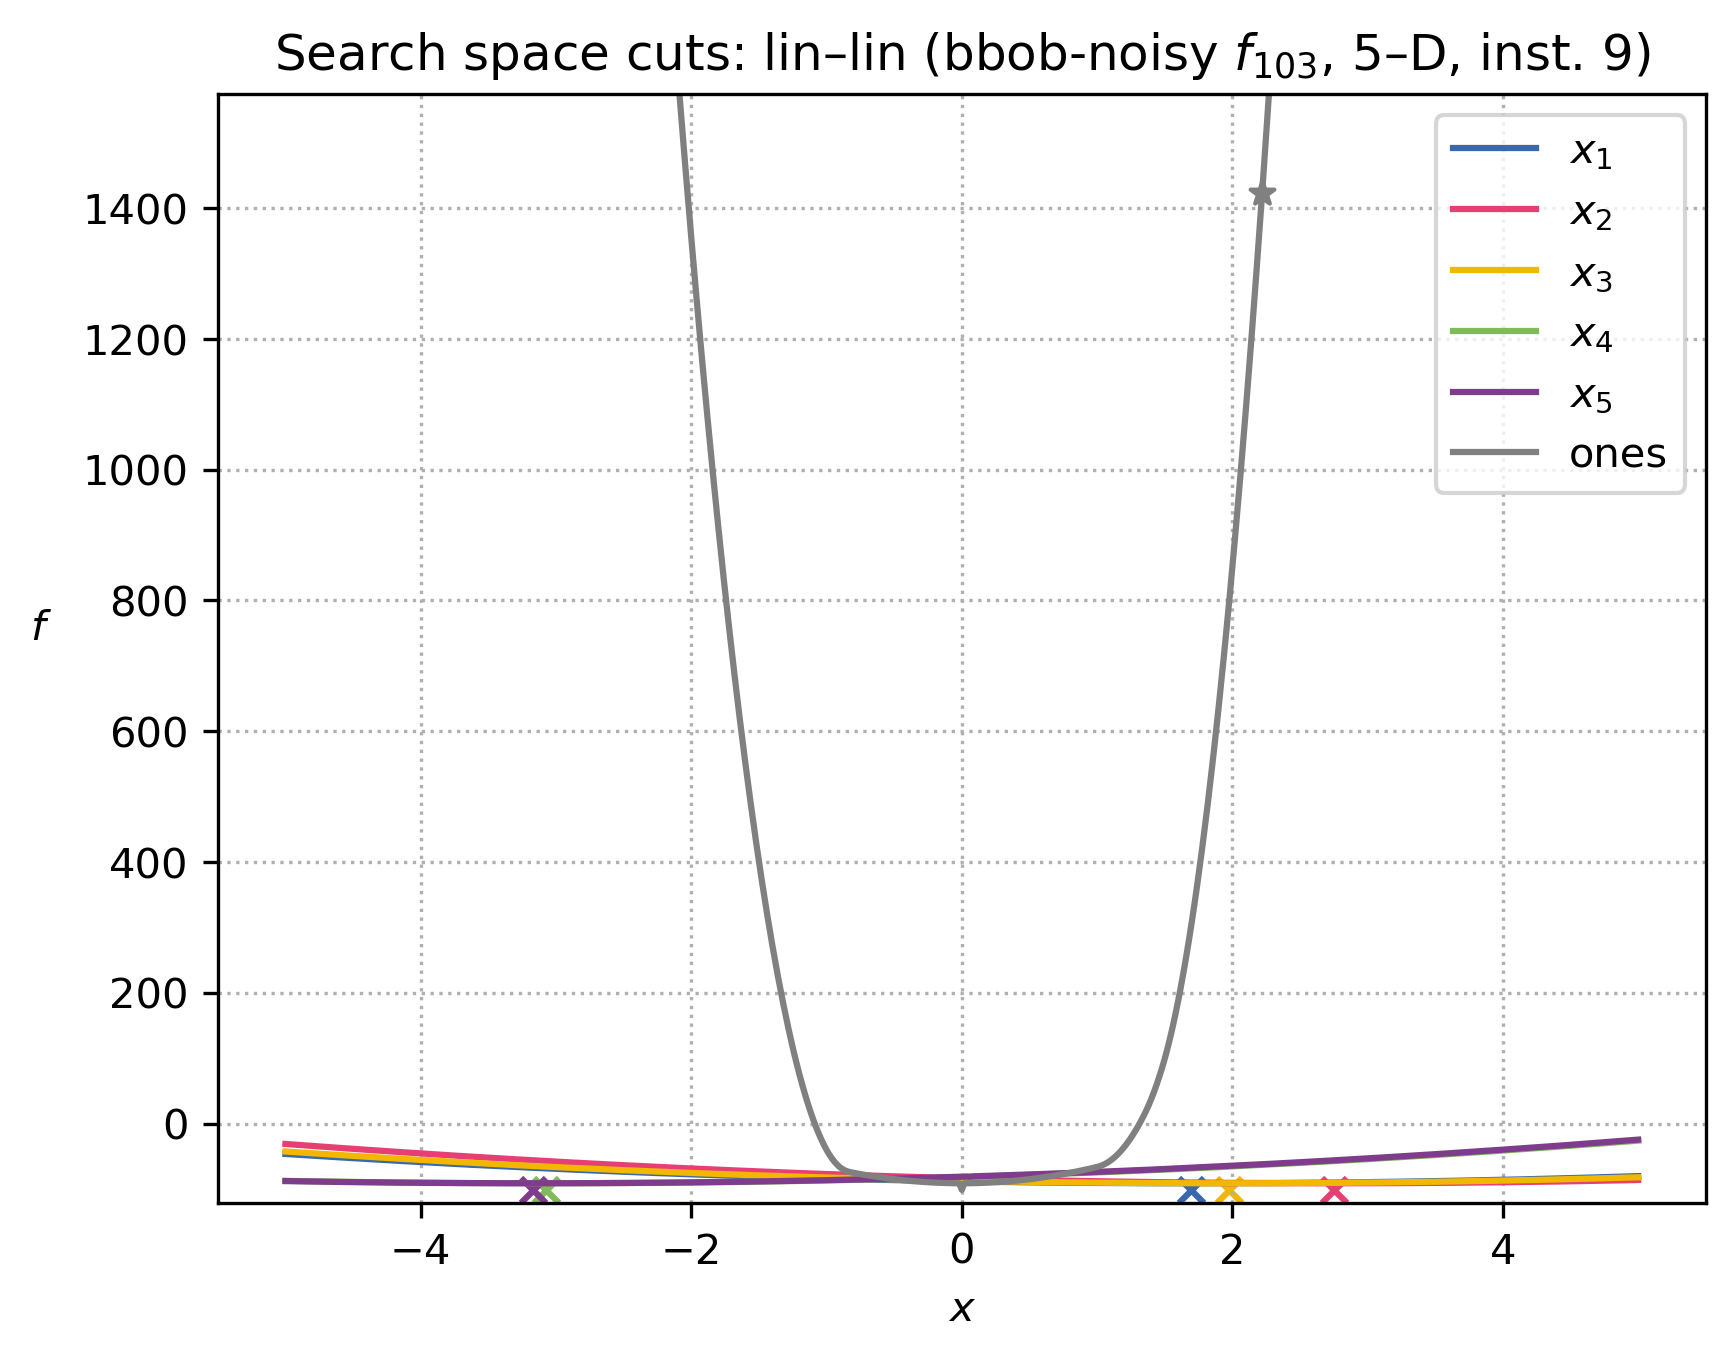 Search space cuts: lin–lin (bbob-noisy f₁₀₃, 5–D, inst. 9)
x₁
x₂
x₃
x₄
x₅
ones
1400
1200
1000
800
600
400
200
0
f
−4 −2 0 2 4
x